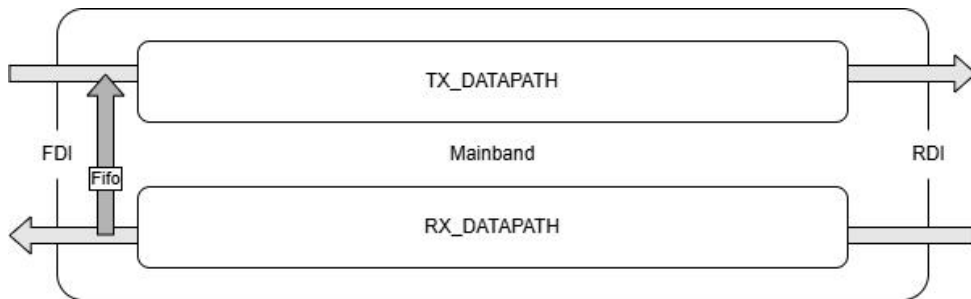 TX_DATAPATH
FDI
Mainband
RDI
Fifo
RX_DATAPATH